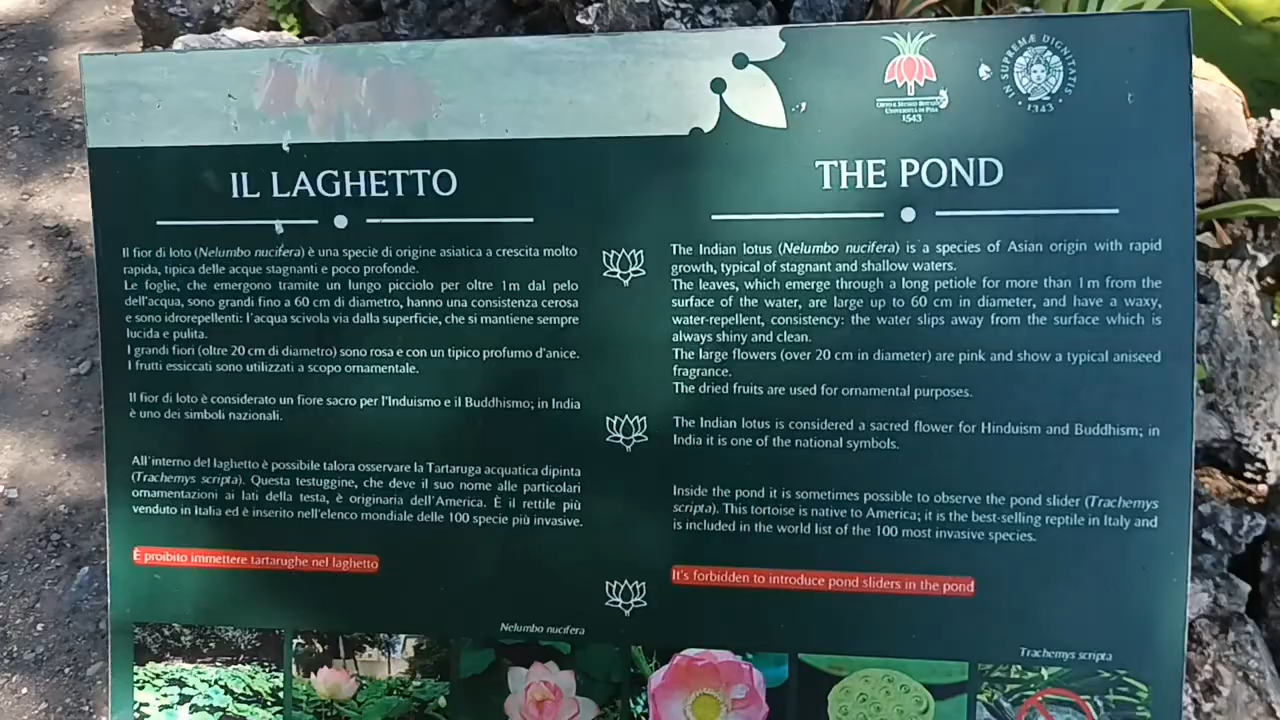 ORTO E MUSEO BOTANICO
UNIVERSITÀ DI PISA
1543
IN SUPREMÆ DIGNITATIS
1343
IL LAGHETTO
Il fior di loto (Nelumbo nucifera) è una specie di origine asiatica a crescita molto
rapida, tipica delle acque stagnanti e poco profonde.
Le foglie, che emergono tramite un lungo picciolo per oltre 1m dal pelo
dell'acqua, sono grandi fino a 60 cm di diametro, hanno una consistenza cerosa
e sono idrorepellenti: l'acqua scivola via dalla superficie, che si mantiene sempre
lucida e pulita.
I grandi fiori (oltre 20 cm di diametro) sono rosa e con un tipico profumo d'anice.
I frutti essiccati sono utilizzati a scopo ornamentale.
Il fior di loto è considerato un fiore sacro per l'Induismo e il Buddhismo; in India
è uno dei simboli nazionali.
All'interno del laghetto è possibile talora osservare la Tartaruga acquatica dipinta
(Trachemys scripta). Questa testuggine, che deve il suo nome alle particolari
ornamentazioni ai lati della testa, è originaria dell'America. È il rettile più
venduto in Italia ed è inserito nell'elenco mondiale delle 100 specie più invasive.
È proibito immettere tartarughe nel laghetto
THE POND
The Indian lotus (Nelumbo nucifera) is a species of Asian origin with rapid
growth, typical of stagnant and shallow waters.
The leaves, which emerge through a long petiole for more than 1m from the
surface of the water, are large up to 60 cm in diameter, and have a waxy,
water-repellent, consistency: the water slips away from the surface which is
always shiny and clean.
The large flowers (over 20 cm in diameter) are pink and show a typical aniseed
fragrance.
The dried fruits are used for ornamental purposes.
The Indian lotus is considered a sacred flower for Hinduism and Buddhism; in
India it is one of the national symbols.
Inside the pond it is sometimes possible to observe the pond slider (Trachemys
scripta). This tortoise is native to America; it is the best-selling reptile in Italy and
is included in the world list of the 100 most invasive species.
It's forbidden to introduce pond sliders in the pond
Nelumbo nucifera
Trachemys scripta